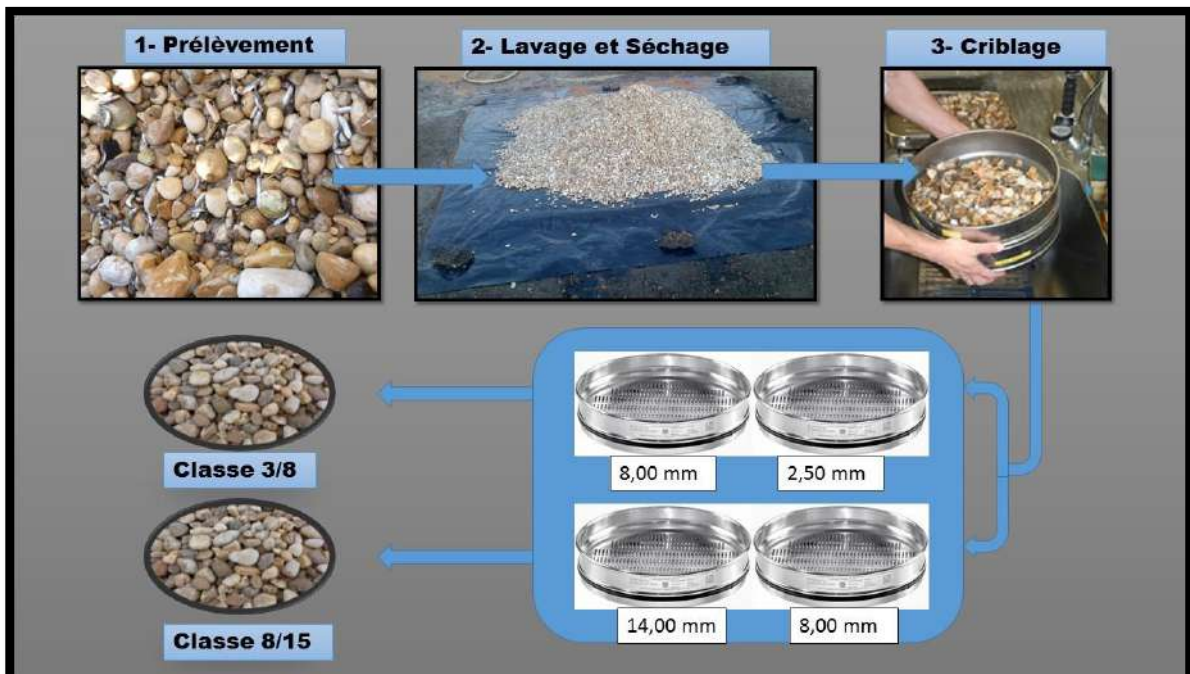 1- Prélèvement
2- Lavage et Séchage
3- Criblage
8,00 mm
2,50 mm
Classe 3/8
14,00 mm
8,00 mm
Classe 8/15